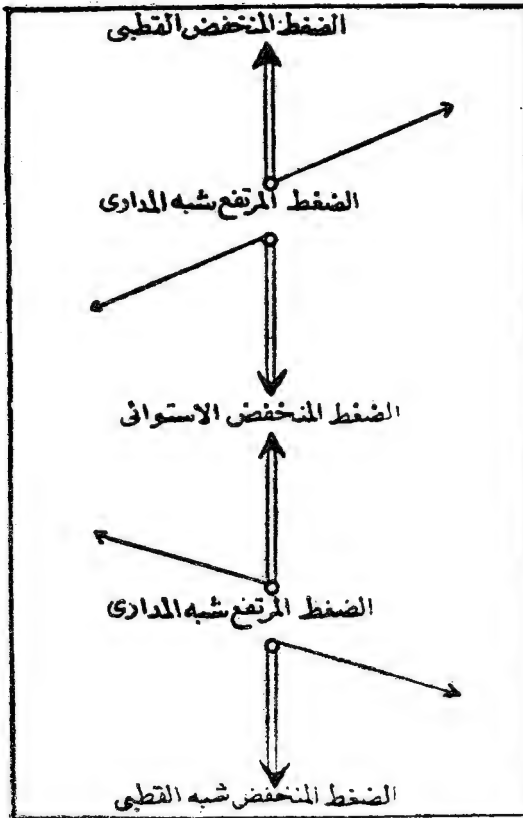 الضغط المنخفض القطبى
الضغط المرتفع شبه المدارى
الضغط المنخفض الاستوائى
الضغط المرتفع شبه المدارى
الضغط المنخفض شبه القطبى